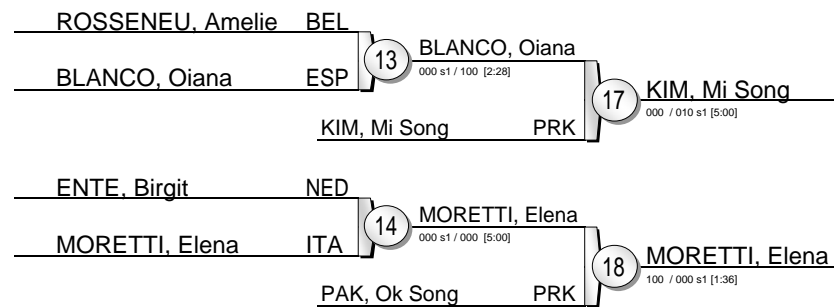 ROSSENEU, Amelie BEL
13 BLANCO, Oiana
000 s1 / 100 [2:28]
BLANCO, Oiana ESP
17 KIM, Mi Song
000 / 010 s1 [5:00]
KIM, Mi Song PRK
ENTE, Birgit NED
14 MORETTI, Elena
000 s1 / 000 [5:00]
MORETTI, Elena ITA
18 MORETTI, Elena
100 / 000 s1 [1:36]
PAK, Ok Song PRK